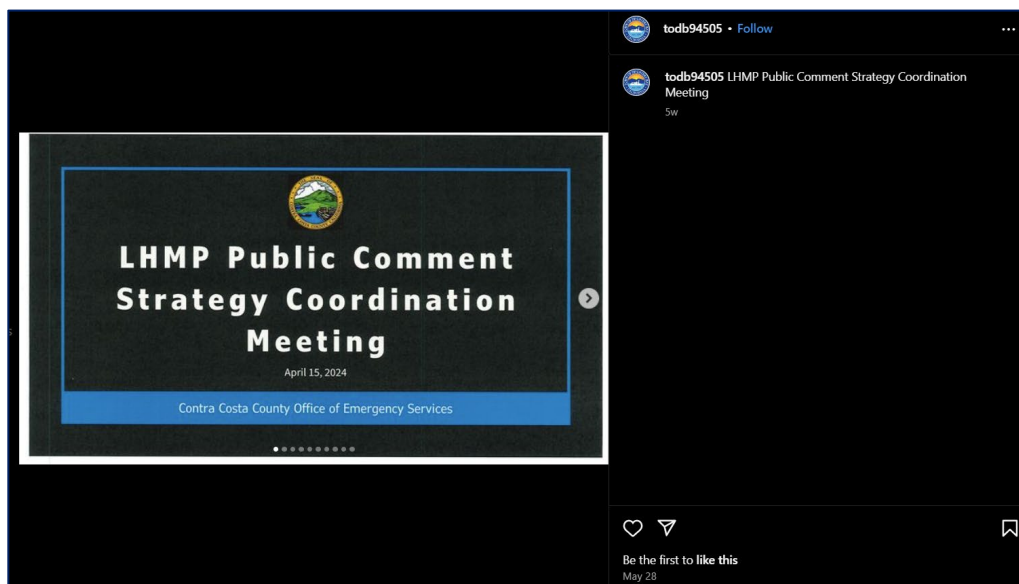 todb94505 • Follow
todb94505 LHMP Public Comment Strategy Coordination
Meeting
5w
LHMP Public Comment
Strategy Coordination
Meeting
April 15, 2024
Contra Costa County Office of Emergency Services
Be the first to like this
May 28